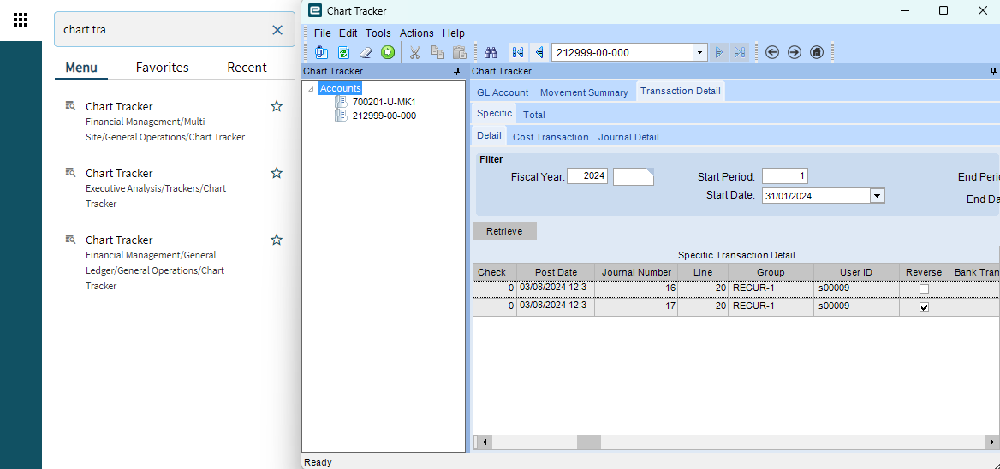 chart tra
Menu Favorites Recent
Chart Tracker
Financial Management/Multi-
Site/General Operations/Chart Tracker
Chart Tracker
Executive Analysis/Trackers/Chart
Tracker
Chart Tracker
Financial Management/General
Ledger/General Operations/Chart
Tracker
Chart Tracker
File Edit Tools Actions Help
212999-00-000
Chart Tracker
Accounts
700201-U-MK1
212999-00-000
Chart Tracker
GL Account Movement Summary Transaction Detail
Specific Total
Detail Cost Transaction Journal Detail
Filter
Fiscal Year: 2024 Start Period: 1 End Peri
Start Date: 31/01/2024 End Da
Retrieve
Specific Transaction Detail
Check Post Date Journal Number Line Group User ID Reverse Bank Tran
0 03/08/2024 12:3 16 20 RECUR-1 s00009
0 03/08/2024 12:3 17 20 RECUR-1 s00009
Ready